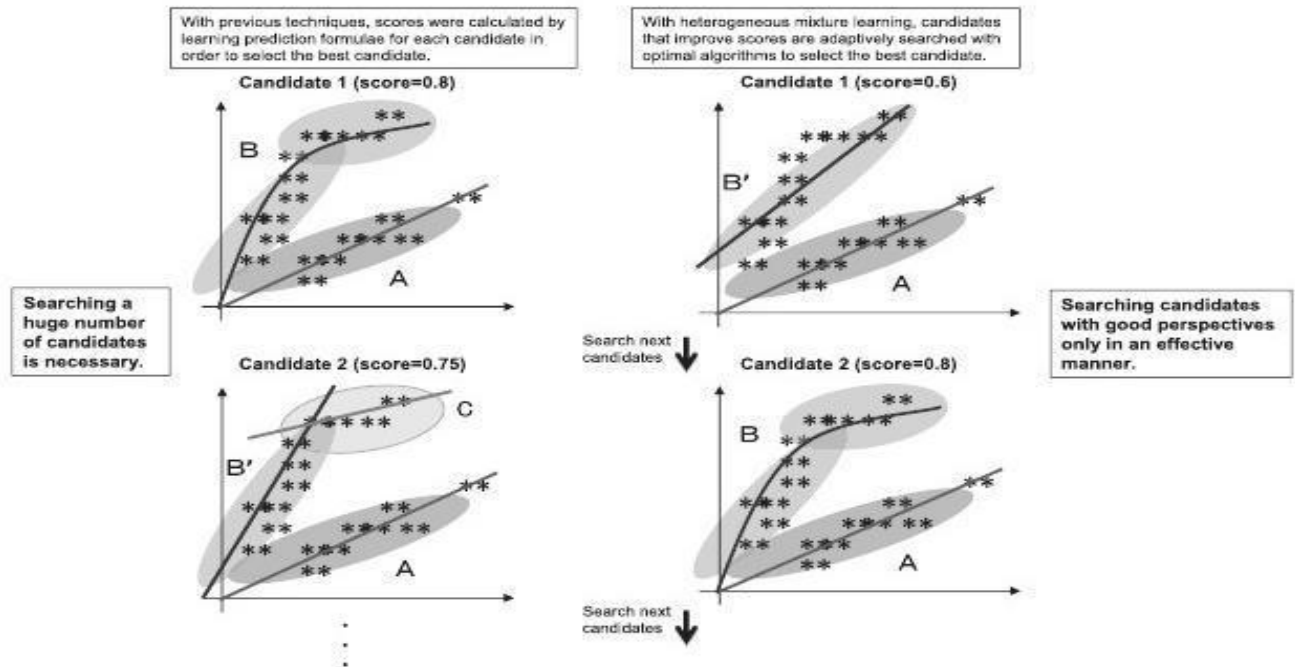 With previous techniques, scores were calculated by
learning prediction formulae for each candidate in
order to select the best candidate.
Candidate 1 (score=0.8)
B
A
Searching a
huge number
of candidates
is necessary.
Candidate 2 (score=0.75)
C
B'
A
With heterogeneous mixture learning, candidates
that improve scores are adaptively searched with
optimal algorithms to select the best candidate.
Candidate 1 (score=0.6)
B'
A
Search next
candidates
Searching candidates
with good perspectives
only in an effective
manner.
Candidate 2 (score=0.8)
B
A
Search next
candidates